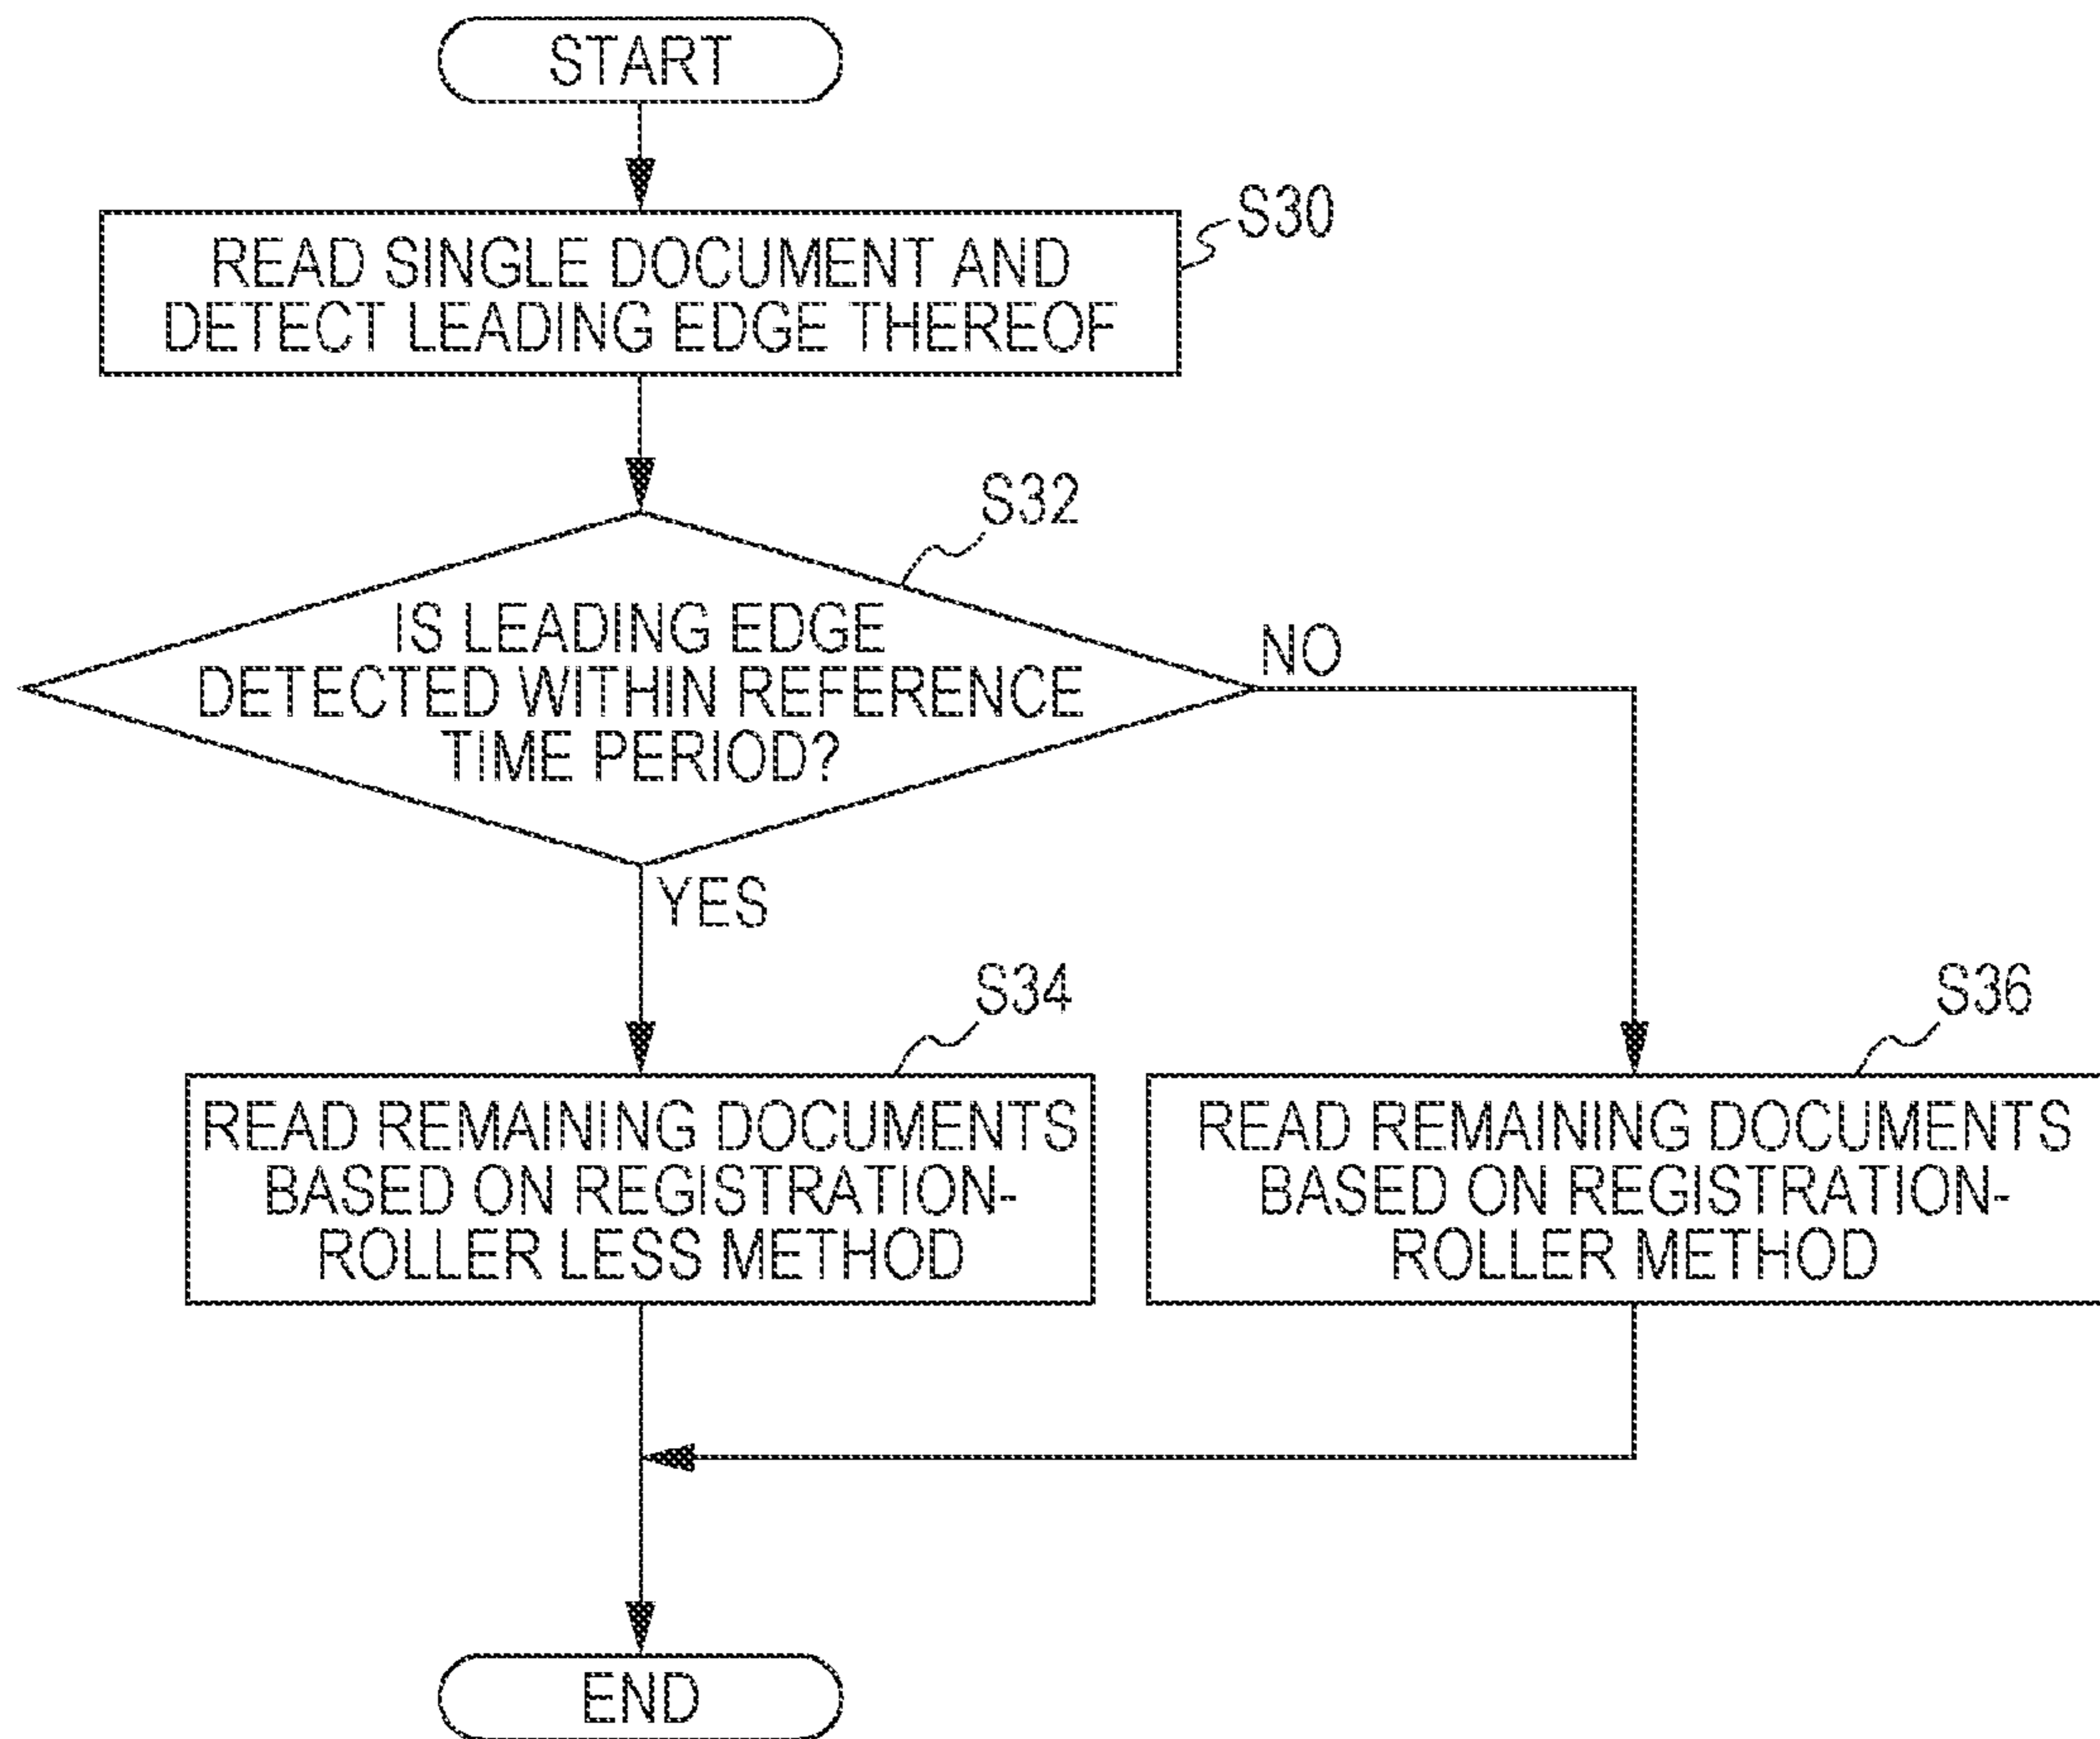 START
S30
READ SINGLE DOCUMENT AND
DETECT LEADING EDGE THEREOF
S32
IS LEADING EDGE
DETECTED WITHIN REFERENCE
TIME PERIOD?
NO
YES
S34
READ REMAINING DOCUMENTS
BASED ON REGISTRATION-
ROLLER LESS METHOD
S36
READ REMAINING DOCUMENTS
BASED ON REGISTRATION-
ROLLER METHOD
END